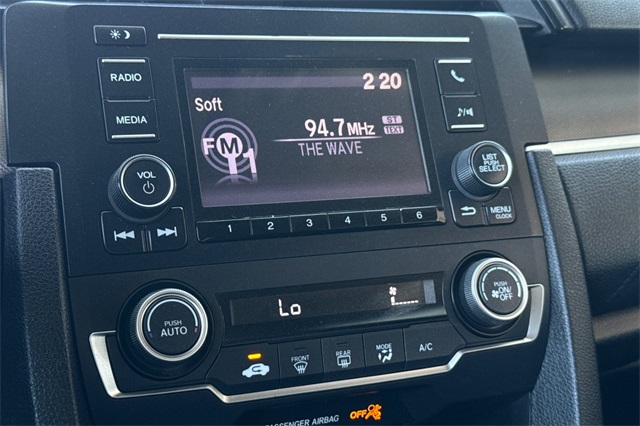 RADIO
MEDIA
VOL
2 20
Soft
FM1
94.7 MHz
ST
TEXT
THE WAVE
LIST
PUSH
SELECT
MENU
CLOCK
1 2 3 4 5 6
PUSH
AUTO
Lo
PUSH
ON/OFF
FRONT
REAR
MODE
A/C
PASSENGER AIRBAG
OFF